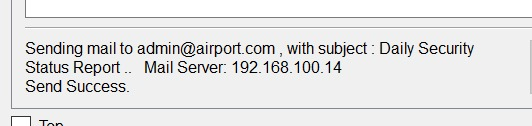 Sending mail to admin@airport.com , with subject : Daily Security
Status Report ..   Mail Server: 192.168.100.14
Send Success.